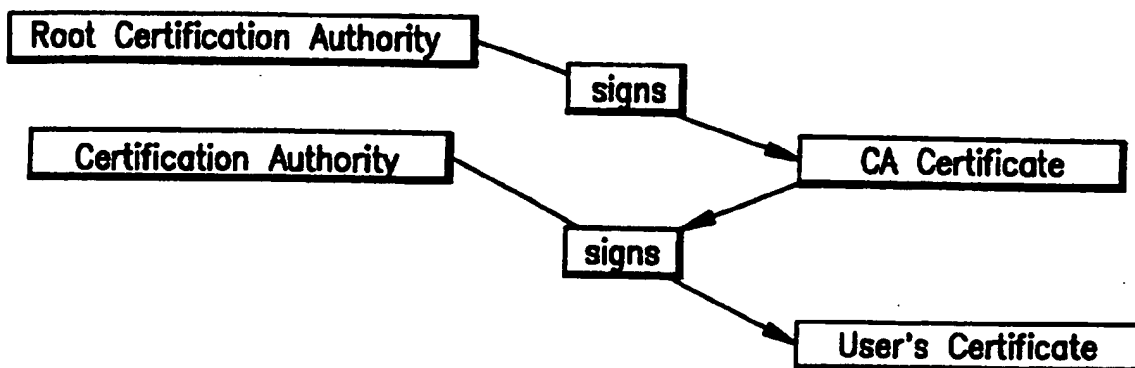 Root Certification Authority
signs
Certification Authority
CA Certificate
signs
User's Certificate